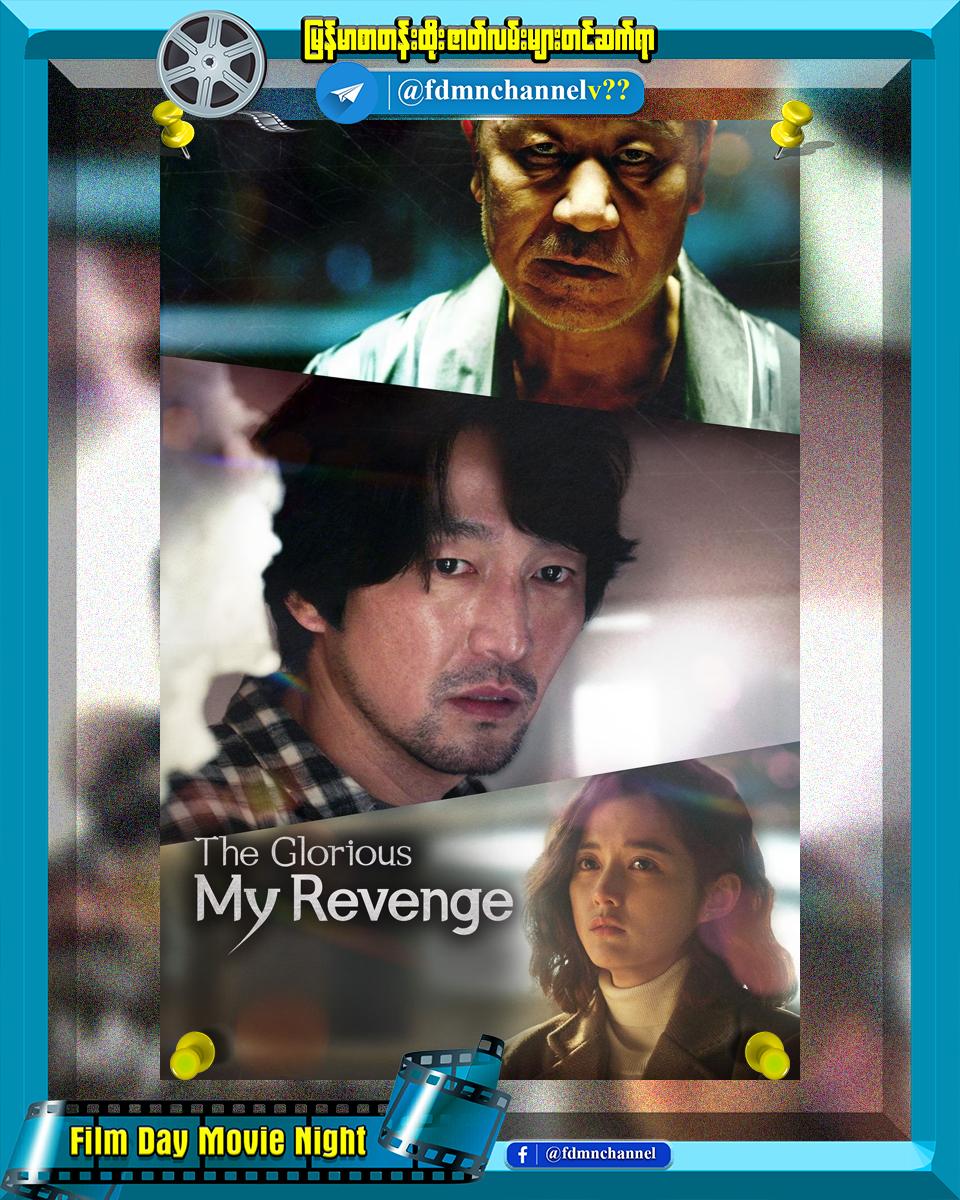 မြန်မာစာတန်းထိုးဇာတ်လမ်းများတင်ဆက်ရာ
@fdmnchannelv??
The Glorious
My Revenge
Film Day Movie Night
@fdmnchannel